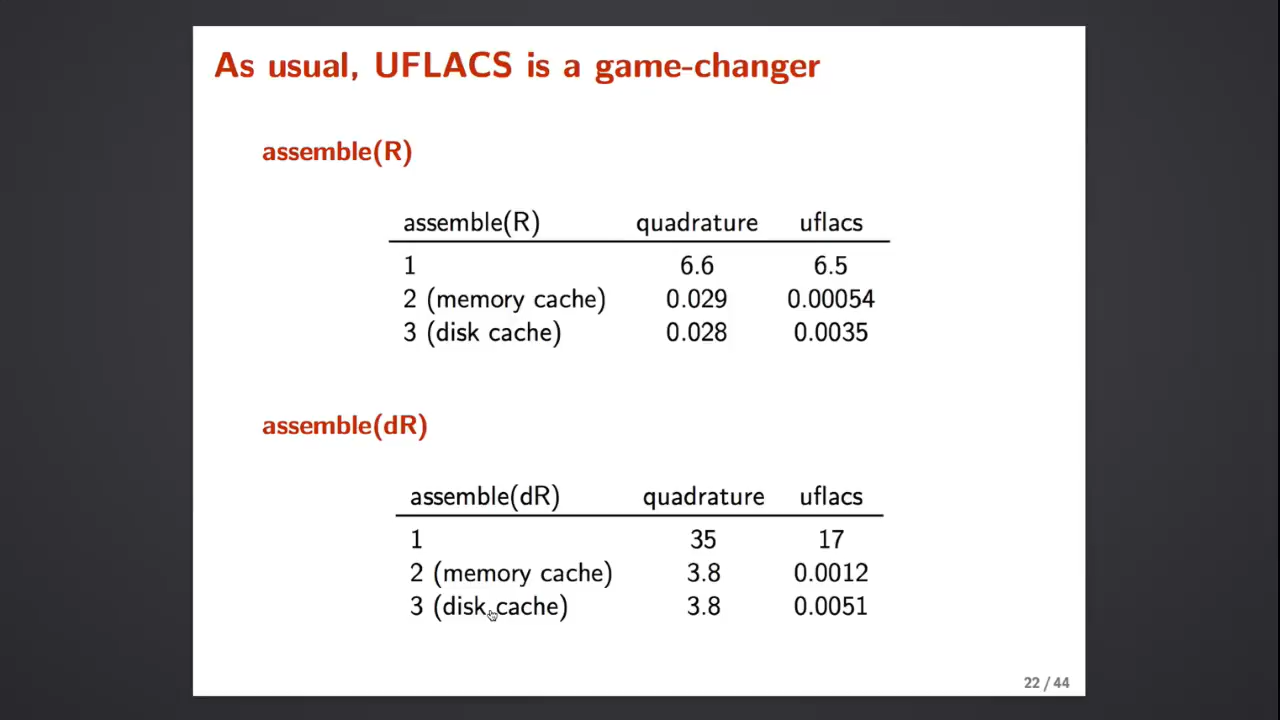 As usual, UFLACS is a game-changer
assemble(R)
assemble(R) quadrature uflacs
1 6.6 6.5
2 (memory cache) 0.029 0.00054
3 (disk cache) 0.028 0.0035
assemble(dR)
assemble(dR) quadrature uflacs
1 35 17
2 (memory cache) 3.8 0.0012
3 (disk cache) 3.8 0.0051
22 / 44